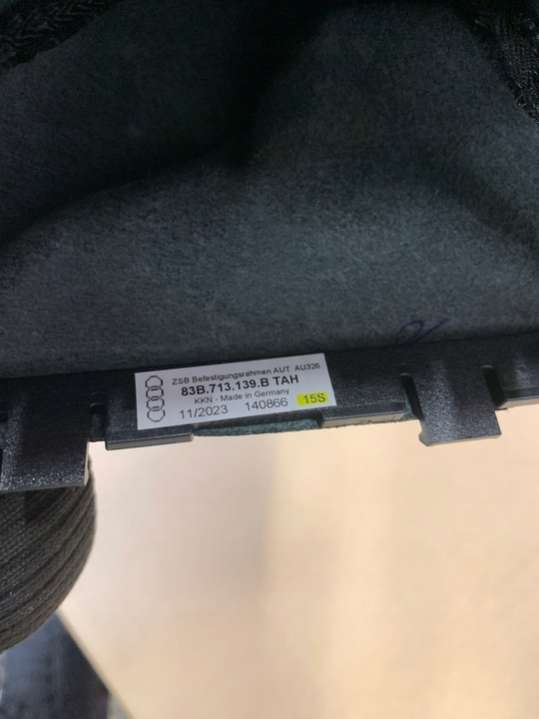 ZSB Befestigungsrahmen AUT AU326
83B.713.139.B TAH
KKN - Made in Germany
11/2023 140866 15S